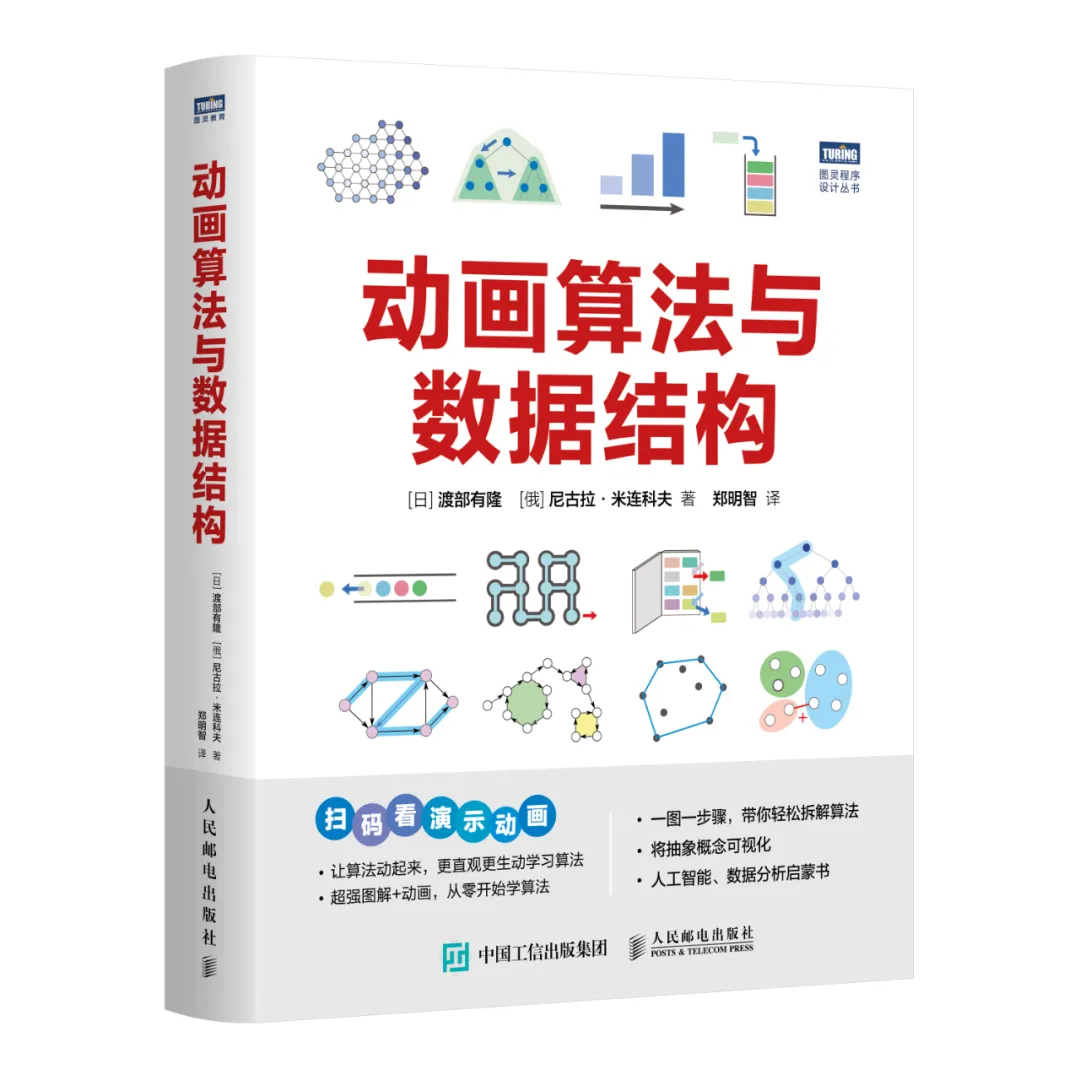 TURING
图灵教育
动画算法与数据结构
[日]渡部有隆 [俄]尼古拉·米连科夫 著
郑明智 译
人民邮电出版社
TURING
图灵程序
设计丛书
动画算法与
数据结构
[日]渡部有隆 [俄]尼古拉·米连科夫 著 郑明智 译
扫码看演示动画
· 让算法动起来，更直观更生动学习算法
· 超强图解+动画，从零开始学算法
· 一图一步骤，带你轻松拆解算法
· 将抽象概念可视化
· 人工智能、数据分析启蒙书
中国工信出版集团
人民邮电出版社
POSTS & TELECOM PRESS